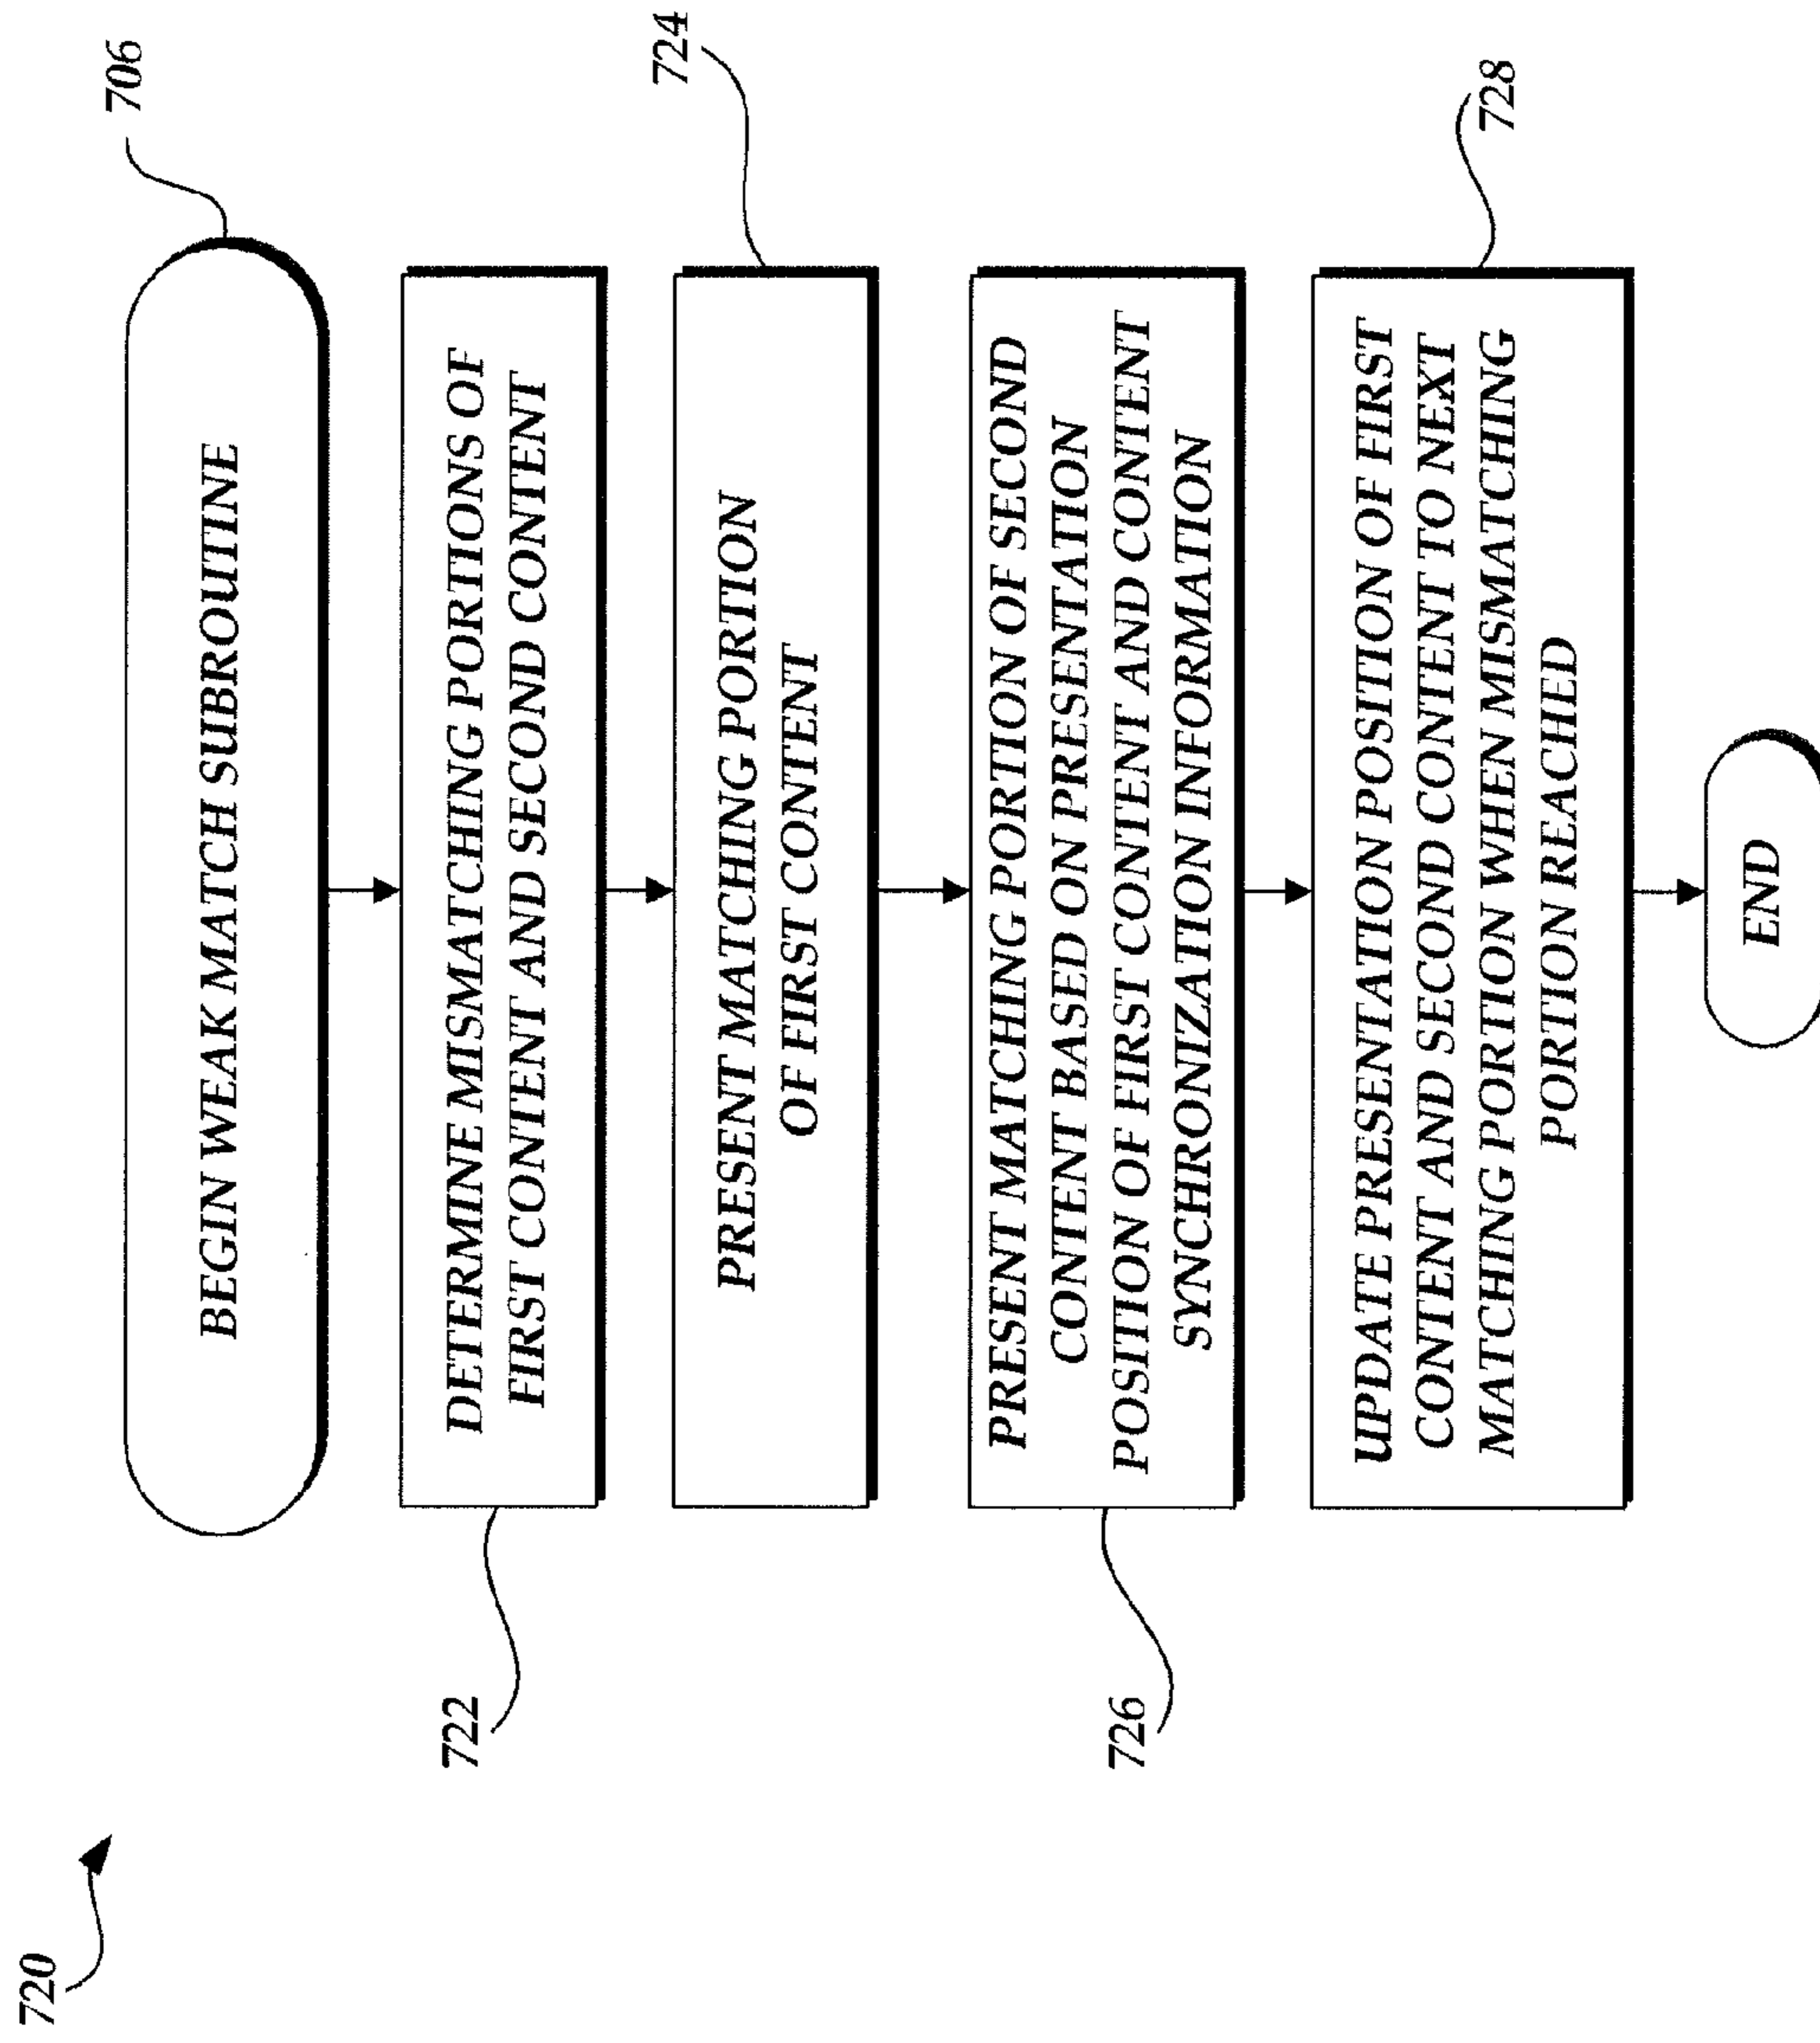 720
706
BEGIN WEAK MATCH SUBROUTINE
722
DETERMINE MISMATCHING PORTIONS OF
FIRST CONTENT AND SECOND CONTENT
724
PRESENT MATCHING PORTION
OF FIRST CONTENT
726
PRESENT MATCHING PORTION OF SECOND
CONTENT BASED ON PRESENTATION
POSITION OF FIRST CONTENT AND CONTENT
SYNCHRONIZATION INFORMATION
728
UPDATE PRESENTATION POSITION OF FIRST
CONTENT AND SECOND CONTENT TO NEXT
MATCHING PORTION WHEN MISMATCHING
PORTION REACHED
END